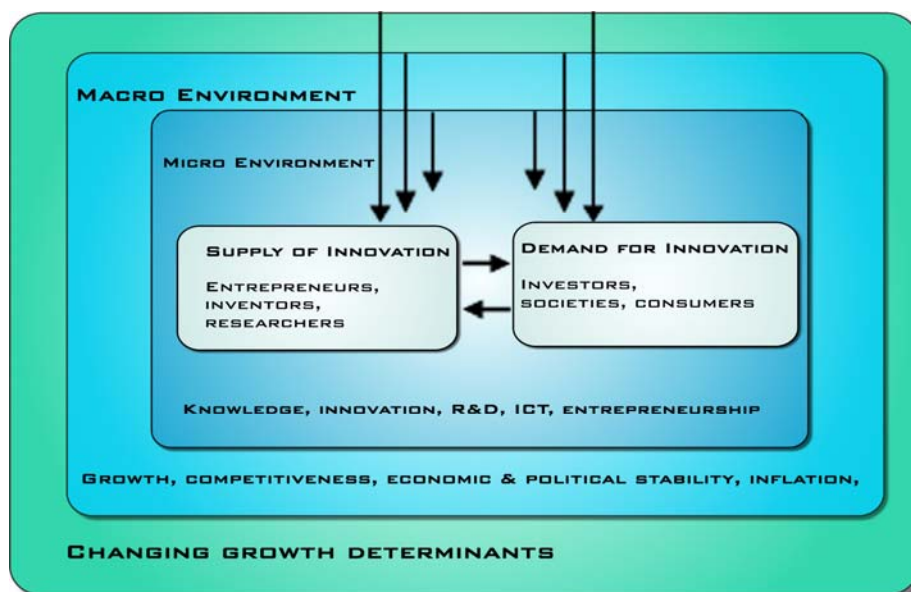 Macro Environment
Micro Environment
Supply of Innovation
Entrepreneurs,
inventors,
researchers
Demand for Innovation
Investors,
societies, consumers
Knowledge, innovation, R&D, ICT, entrepreneurship
Growth, competitiveness, economic & political stability, inflation,
Changing growth determinants